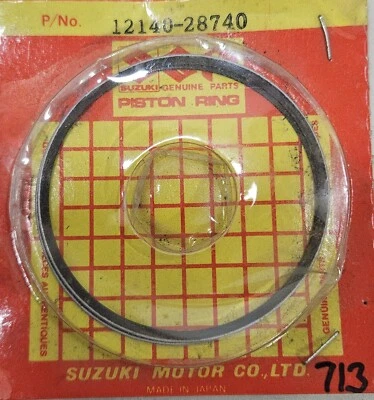 P/No. 12140-28740
SUZUKI GENUINE PARTS
PISTON RING
SUZUKI MOTOR CO.,LTD.
MADE IN JAPAN
713